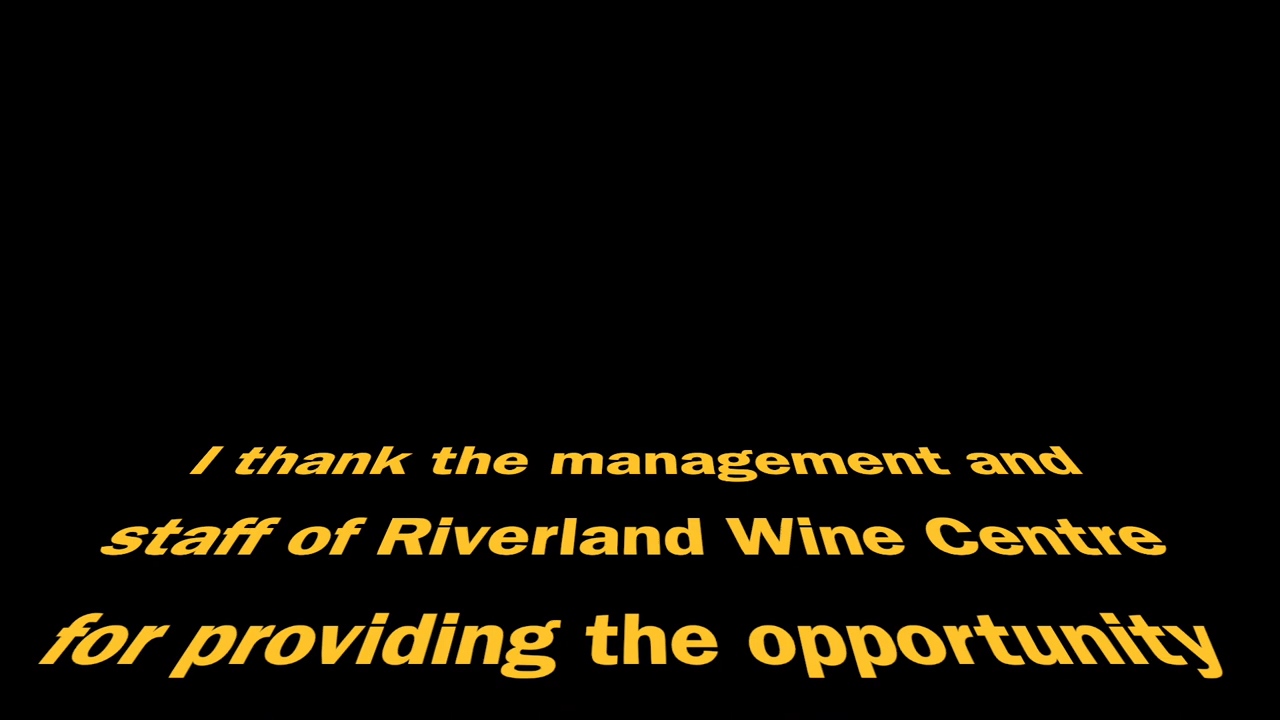 I thank the management and
staff of Riverland Wine Centre
for providing the opportunity